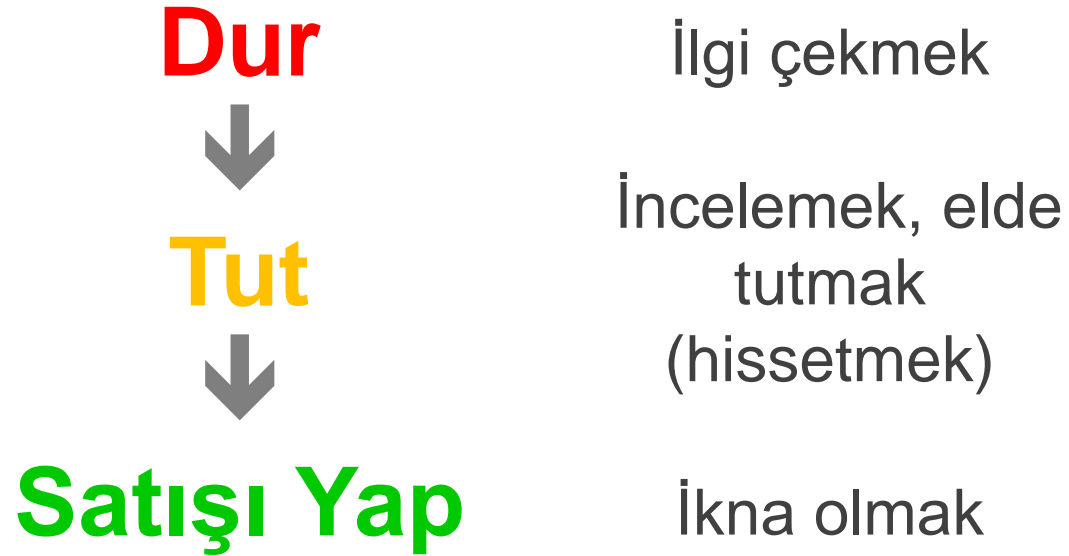 Dur
İlgi çekmek
Tut
İncelemek, elde
tutmak
(hissetmek)
Satışı Yap
İkna olmak